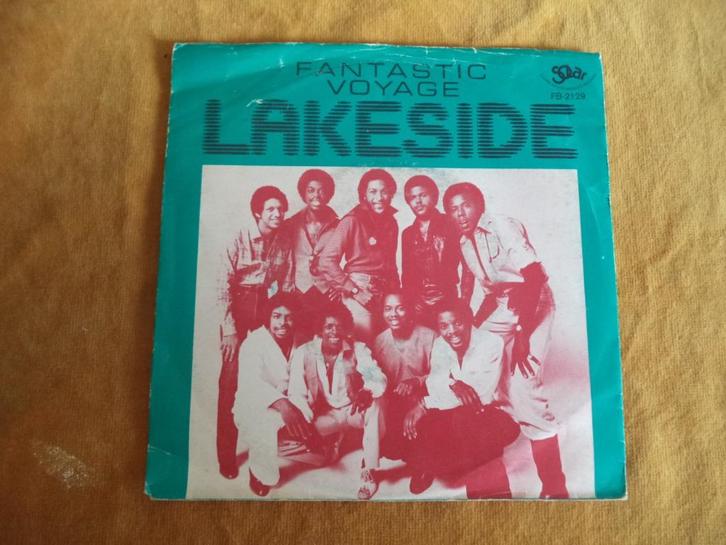 FANTASTIC
VOYAGE
LAKESIDE
SOLAR
FB-2129